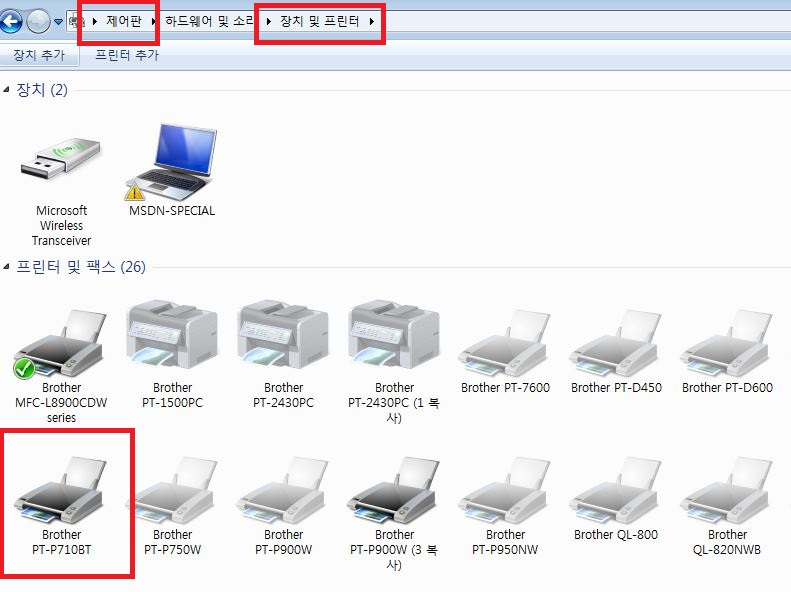 제어판 하드웨어 및 소리 장치 및 프린터
장치 추가 프린터 추가
장치 (2)
Microsoft
Wireless
Transceiver
MSDN-SPECIAL
프린터 및 팩스 (26)
Brother
MFC-L8900CDW
series
Brother
PT-1500PC
Brother
PT-2430PC
Brother
PT-2430PC (1 복
사)
Brother PT-7600
Brother PT-D450
Brother PT-D600
Brother
PT-P710BT
Brother
PT-P750W
Brother
PT-P900W
Brother
PT-P900W (3 복
사)
Brother
PT-P950NW
Brother QL-800
Brother
QL-820NWB